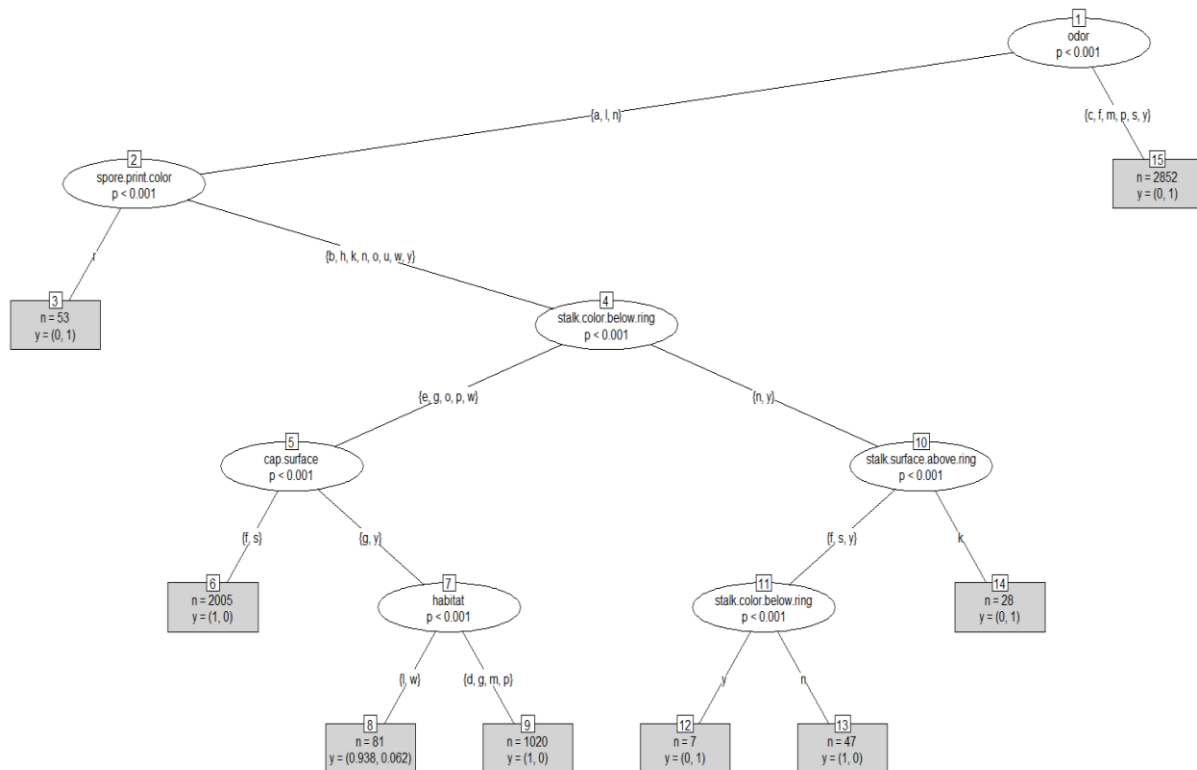 1
odor
p < 0.001
{a, l, n}
{c, f, m, p, s, y}
2
spore.print.color
p < 0.001
15
n = 2852
y = (0, 1)
r
{b, h, k, n, o, u, w, y}
3
n = 53
y = (0, 1)
4
stalk.color.below.ring
p < 0.001
{e, g, o, p, w}
{n, y}
5
cap.surface
p < 0.001
10
stalk.surface.above.ring
p < 0.001
{f, s}
{g, y}
{f, s, y}
k
6
n = 2005
y = (1, 0)
7
habitat
p < 0.001
11
stalk.color.below.ring
p < 0.001
14
n = 28
y = (0, 1)
{l, w}
{d, g, m, p}
y
n
8
n = 81
y = (0.938, 0.062)
9
n = 1020
y = (1, 0)
12
n = 7
y = (0, 1)
13
n = 47
y = (1, 0)